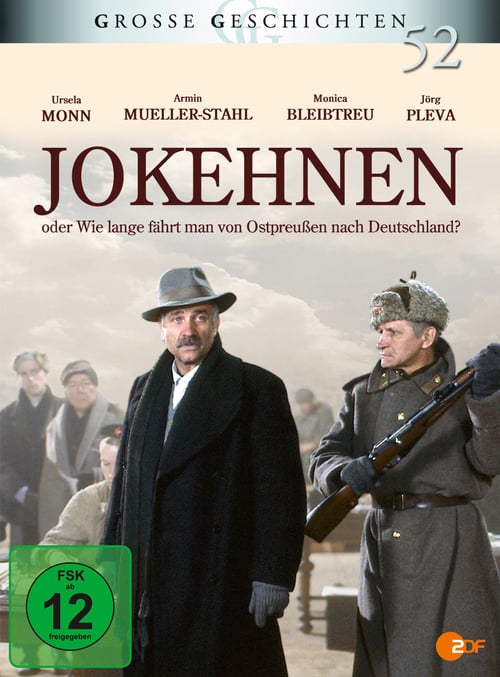 GROSSE GESCHICHTEN
52
Ursela
MONN
Armin
MUELLER-STAHL
Monica
BLEIBTREU
Jörg
PLEVA
JOKEHNEN
oder Wie lange fährt man von Ostpreußen nach Deutschland?
FSK
ab
12
freigegeben
ZDF